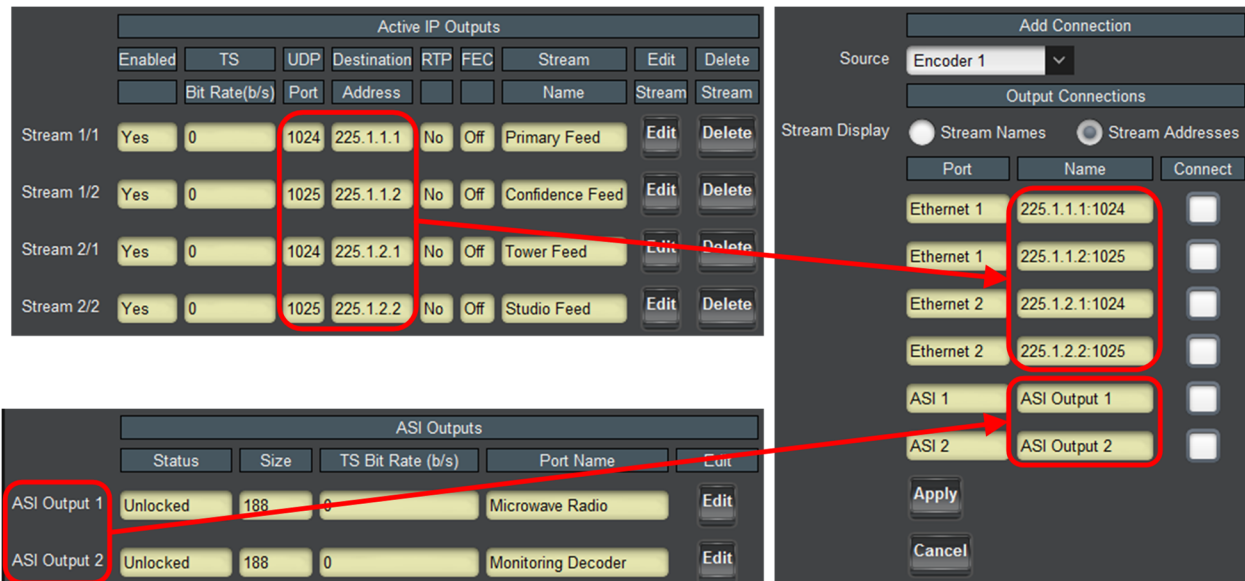 Active IP Outputs
Enabled TS UDP Destination RTP FEC Stream Edit Delete
Bit Rate(b/s) Port Address Name Stream Stream
Stream 1/1 Yes 0 1024 225.1.1.1 No Off Primary Feed Edit Delete
Stream 1/2 Yes 0 1025 225.1.1.2 No Off Confidence Feed Edit Delete
Stream 2/1 Yes 0 1024 225.1.2.1 No Off Tower Feed Edit Delete
Stream 2/2 Yes 0 1025 225.1.2.2 No Off Studio Feed Edit Delete
ASI Outputs
Status Size TS Bit Rate (b/s) Port Name Edit
ASI Output 1 Unlocked 188 0 Microwave Radio Edit
ASI Output 2 Unlocked 188 0 Monitoring Decoder Edit
Add Connection
Source Encoder 1
Output Connections
Stream Display Stream Names Stream Addresses
Port Name Connect
Ethernet 1 225.1.1.1:1024
Ethernet 1 225.1.1.2:1025
Ethernet 2 225.1.2.1:1024
Ethernet 2 225.1.2.2:1025
ASI 1 ASI Output 1
ASI 2 ASI Output 2
Apply
Cancel